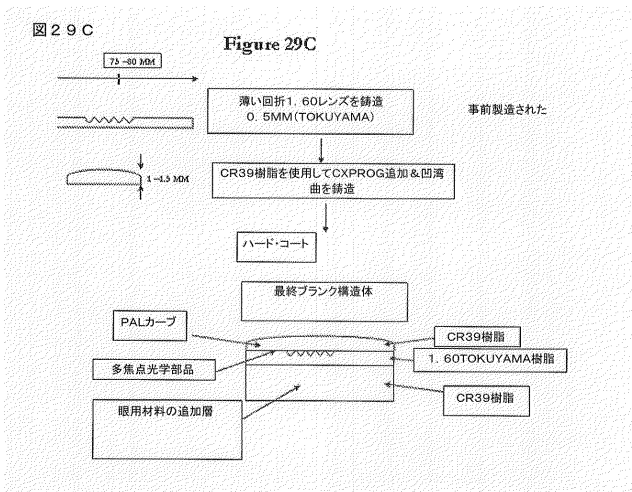 図29C
Figure 29C
75-80 MM
薄い回折1.60レンズを鋳造
0.5MM(TOKUYAMA)
事前製造された
1-1.5 MM
CR39樹脂を使用してCXPROG追加&凹湾
曲を鋳造
ハード・コート
最終ブランク構造体
PALカーブ
CR39樹脂
1.60TOKUYAMA樹脂
多焦点光学部品
CR39樹脂
眼用材料の追加層